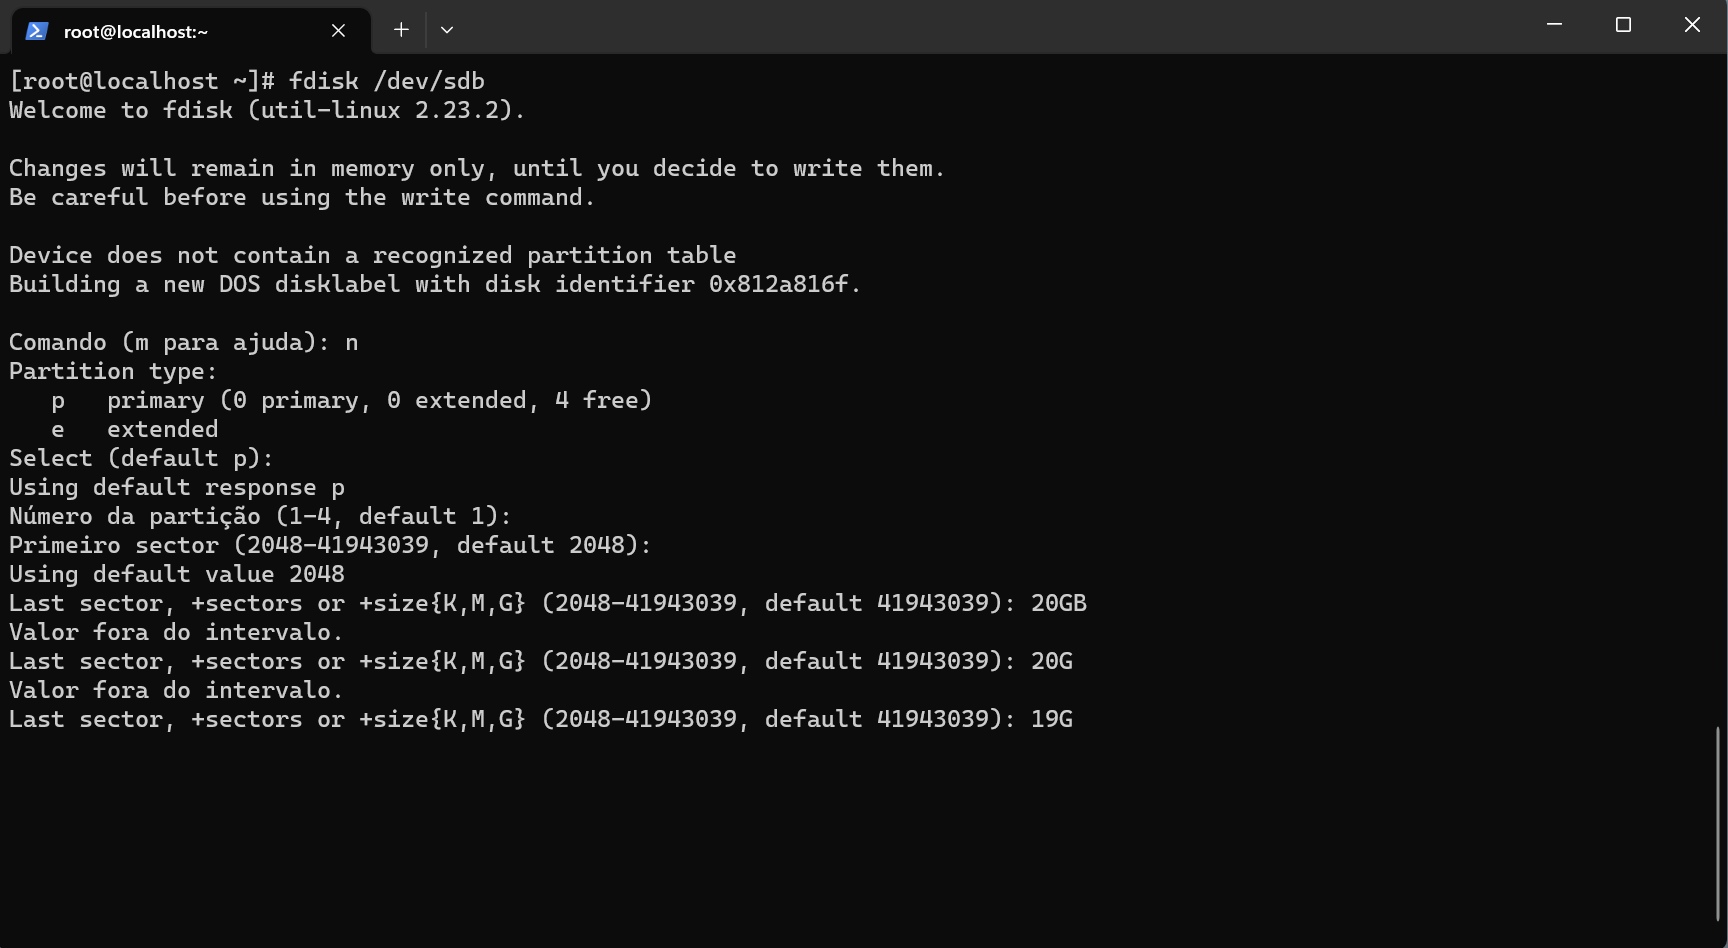 root@localhost:~
[root@localhost ~]# fdisk /dev/sdb
Welcome to fdisk (util-linux 2.23.2).
Changes will remain in memory only, until you decide to write them.
Be careful before using the write command.
Device does not contain a recognized partition table
Building a new DOS disklabel with disk identifier 0x812a816f.
Comando (m para ajuda): n
Partition type:
   p   primary (0 primary, 0 extended, 4 free)
   e   extended
Select (default p):
Using default response p
Número da partição (1-4, default 1):
Primeiro sector (2048-41943039, default 2048):
Using default value 2048
Last sector, +sectors or +size{K,M,G} (2048-41943039, default 41943039): 20GB
Valor fora do intervalo.
Last sector, +sectors or +size{K,M,G} (2048-41943039, default 41943039): 20G
Valor fora do intervalo.
Last sector, +sectors or +size{K,M,G} (2048-41943039, default 41943039): 19G